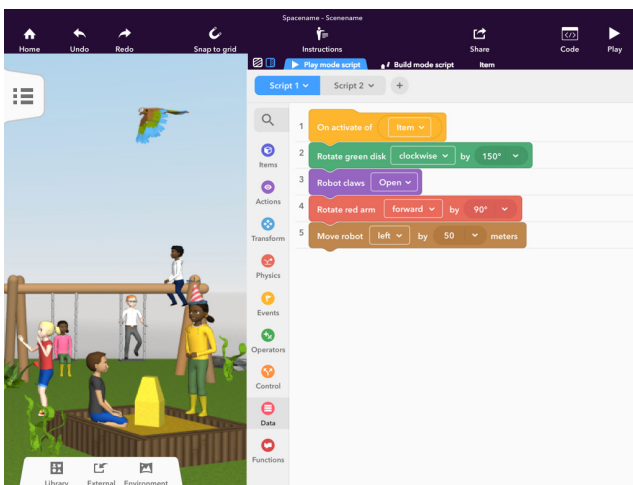 Spacename - Scenename
Home Undo Redo Snap to grid Instructions Share Code Play
Play mode script Build mode script Item
Script 1 Script 2 +
1 On activate of Item
2 Rotate green disk clockwise by 150°
3 Robot claws Open
4 Rotate red arm forward by 90°
5 Move robot left by 50 meters
Items
Actions
Transform
Physics
Events
Operators
Control
Data
Functions
Library External Environment